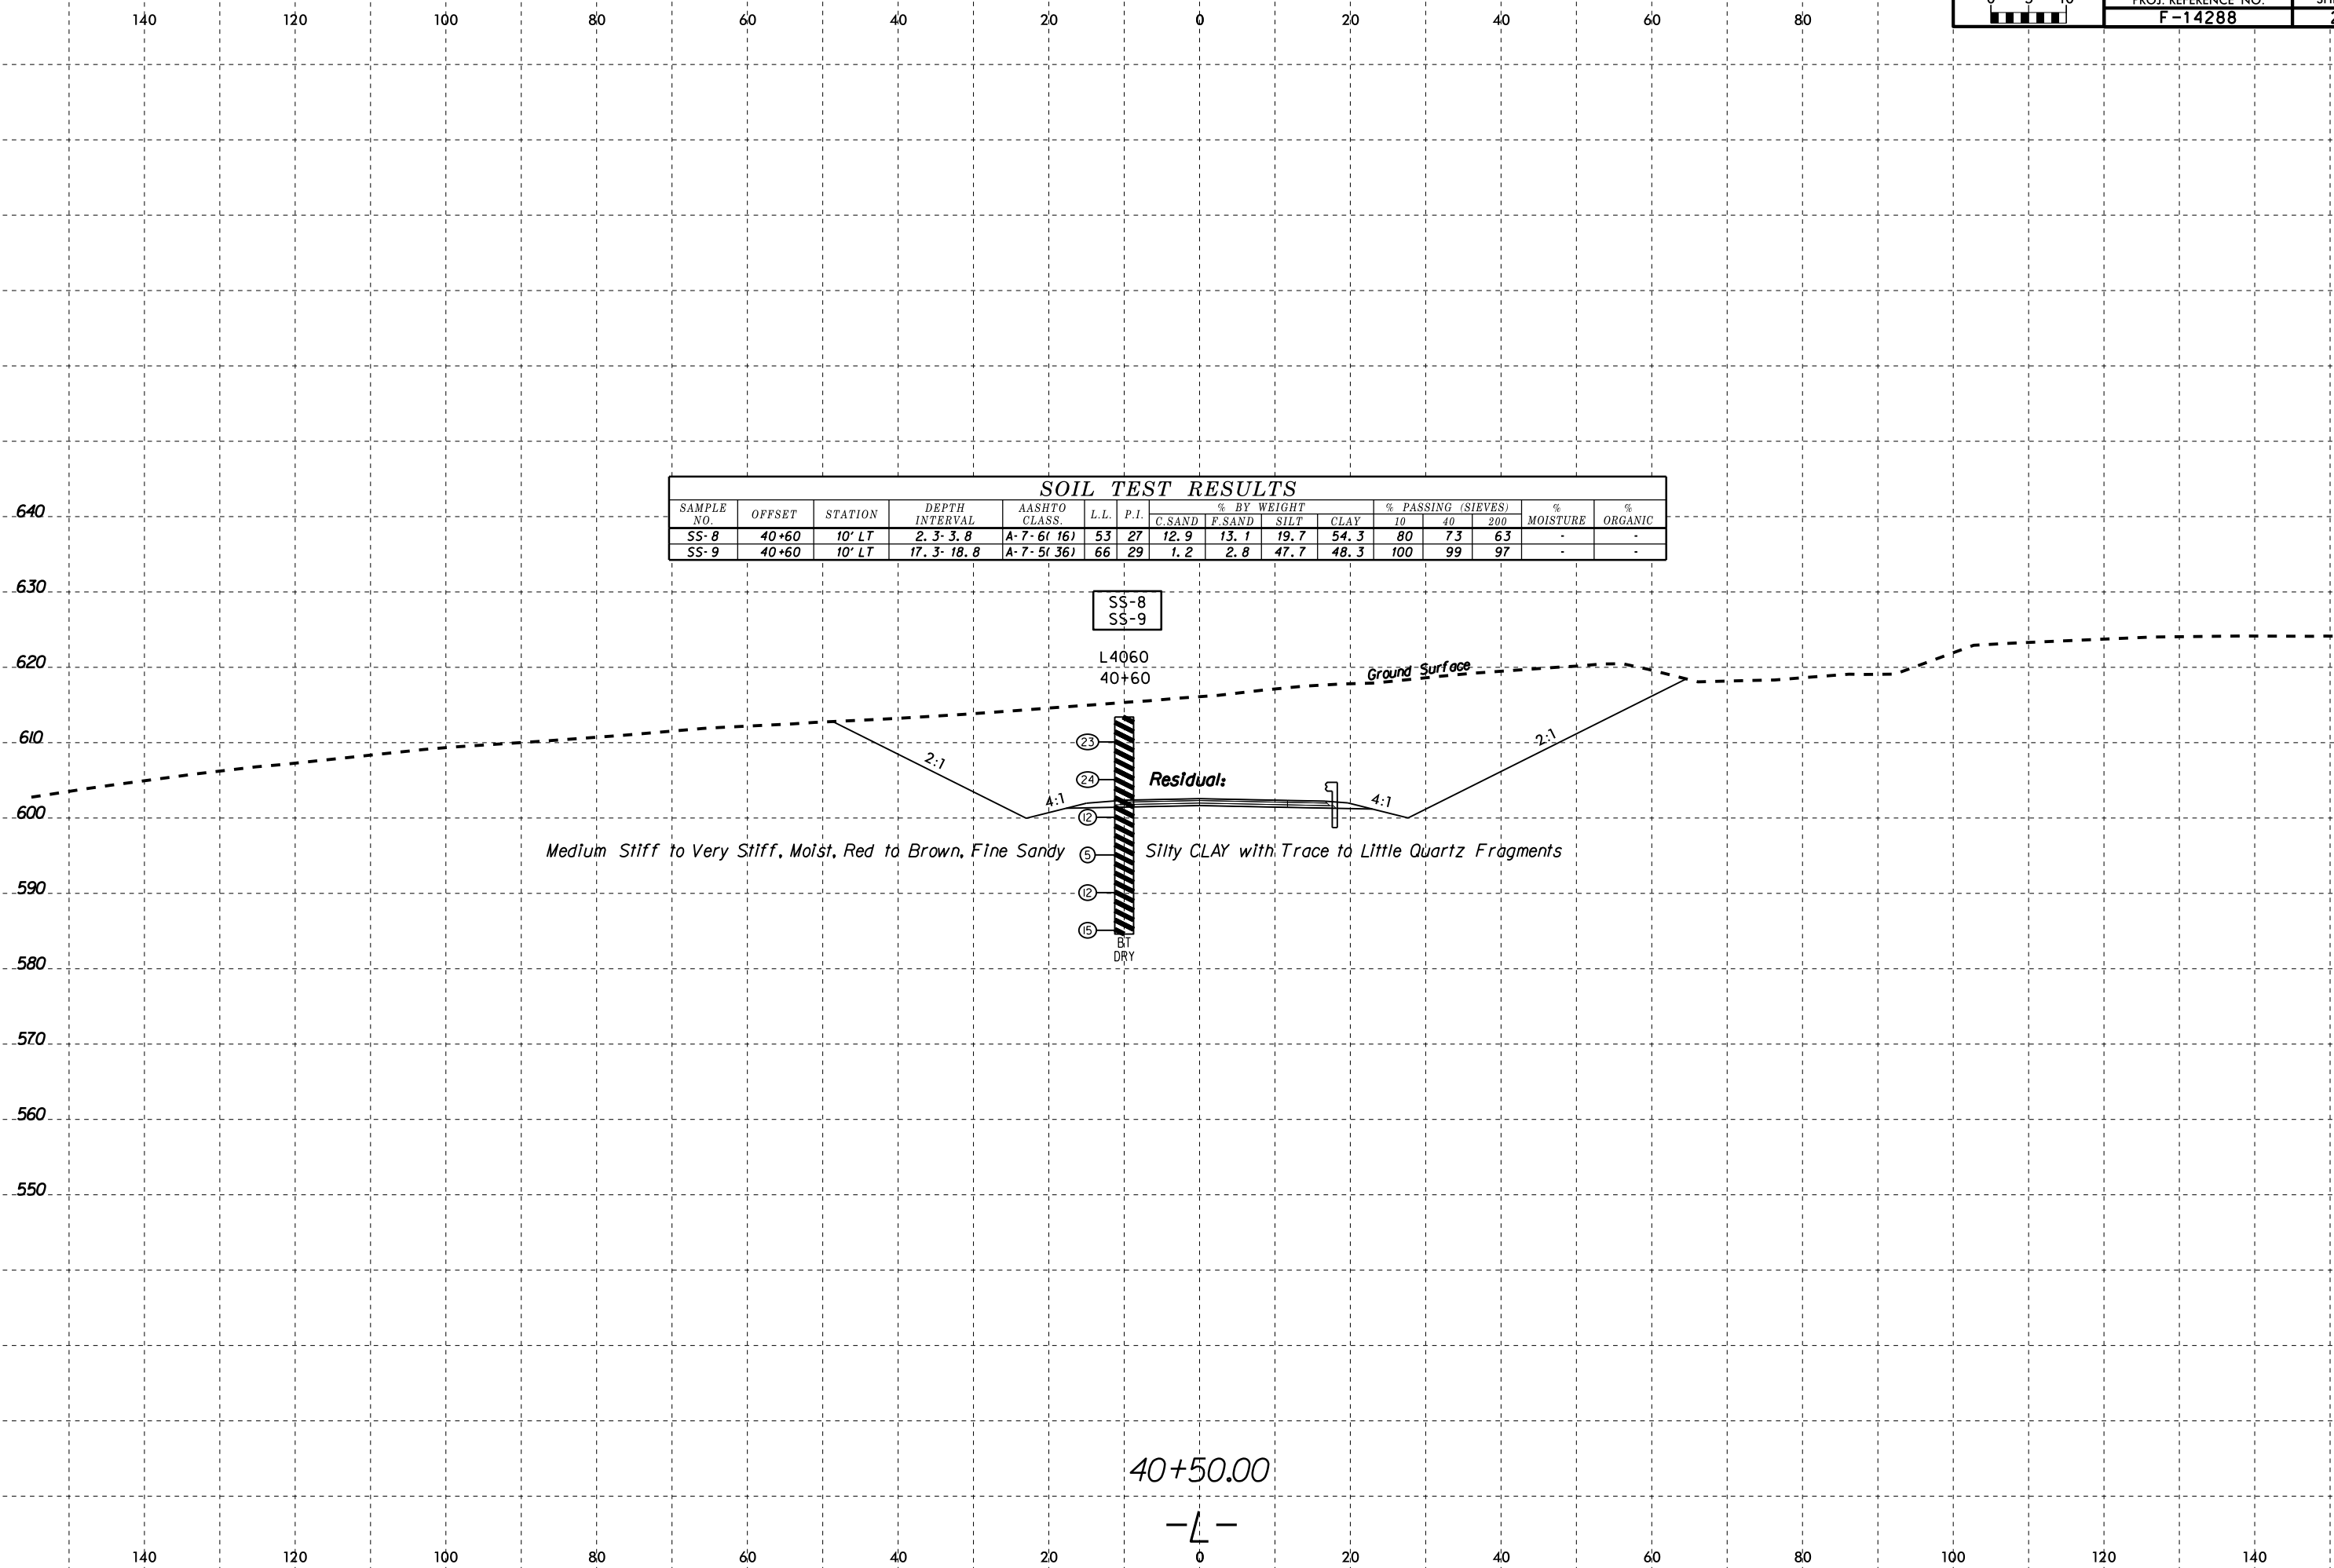 140 120 100 80 60 40 20 0 20 40 60 80
F-14288
SOIL TEST RESULTS
SAMPLE NO. OFFSET STATION DEPTH INTERVAL AASHTO CLASS. L.L. P.I. % BY WEIGHT % PASSING (SIEVES) % MOISTURE % ORGANIC
C.SAND F.SAND SILT CLAY 10 40 200
SS-8 40+60 10' LT 2.3-3.8 A-7-6(16) 53 27 12.9 13.1 19.7 54.3 80 73 63 - -
SS-9 40+60 10' LT 17.3-18.8 A-7-5(36) 66 29 1.2 2.8 47.7 48.3 100 99 97 - -
640
630
SS-8
SS-9
620
L4060
40+60
Ground Surface
610
23
2:1
2:1
24
Residual:
4:1
4:1
600
12
Medium Stiff to Very Stiff, Moist, Red to Brown, Fine Sandy 5 Silty CLAY with Trace to Little Quartz Fragments
590
12
15
BT
DRY
580
570
560
550
40+50.00
-L-
140 120 100 80 60 40 20 0 20 40 60 80 100 120 140